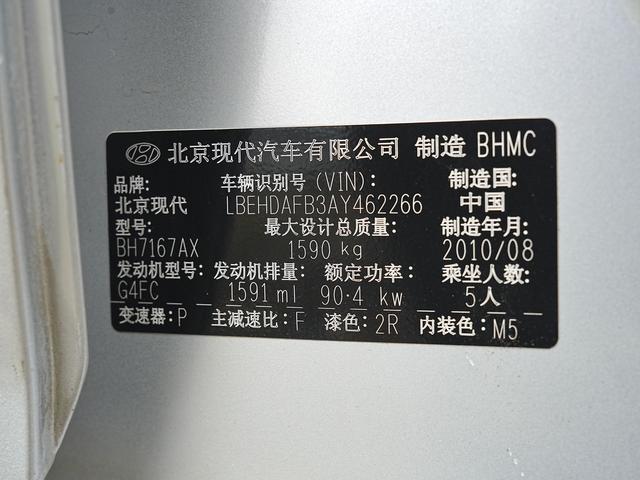 北京现代汽车有限公司 制造 BHMC
品牌: 车辆识别号(VIN): 制造国:
北京现代 LBEHDAFB3AY462266 中国
型号: 最大设计总质量: 制造年月:
BH7167AX 1590 kg 2010/08
发动机型号: 发动机排量: 额定功率: 乘坐人数:
G4FC 1591 ml 90.4 kw 5人
变速器:P 主减速比:F 漆色:2R 内装色:M5